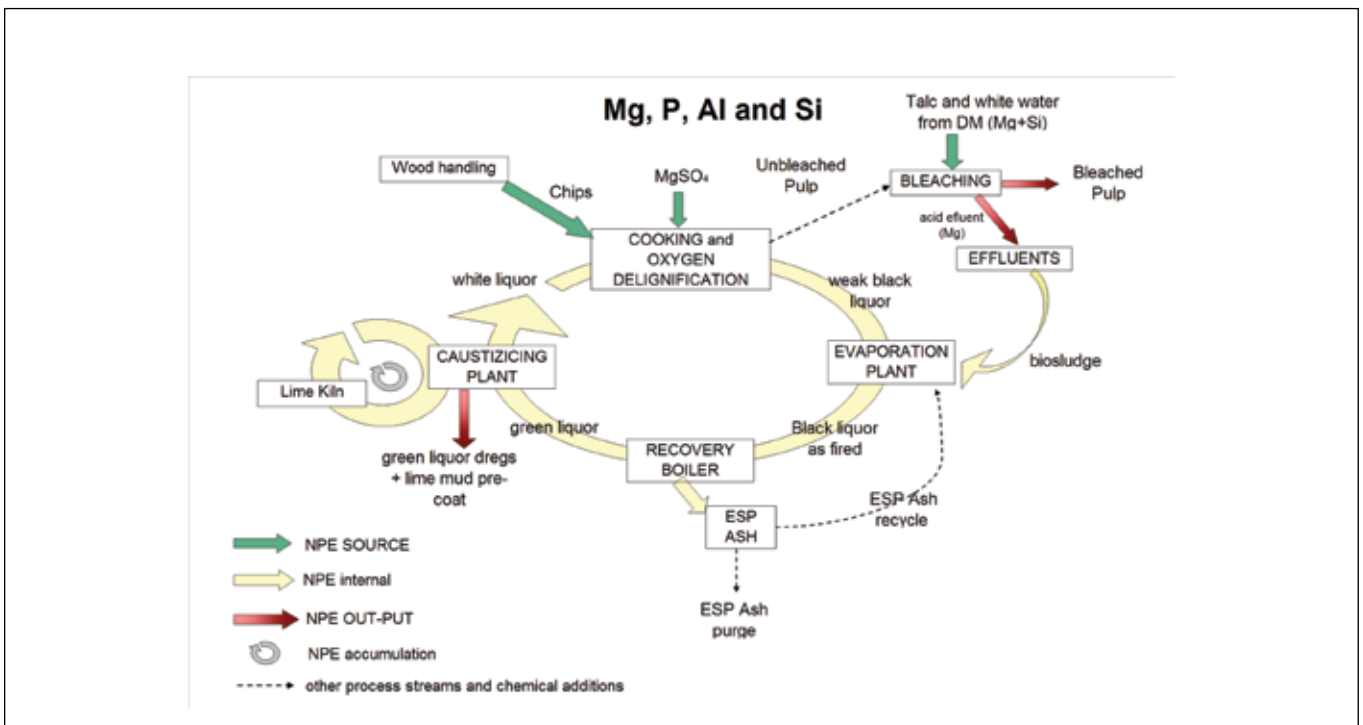 Mg, P, Al and Si
Talc and white water
from DM (Mg+Si)
Wood handling
Chips
MgSO₄
Unbleached
Pulp
BLEACHING
Bleached
Pulp
acid efluent
(Mg)
EFFLUENTS
COOKING and
OXYGEN
DELIGNIFICATION
white liquor
weak black
liquor
EVAPORATION
PLANT
biosludge
CAUSTIZICING
PLANT
Lime Kiln
green liquor
Black liquor
as fired
RECOVERY
BOILER
green liquor dregs
+ lime mud pre-
coat
ESP
ASH
ESP Ash
recycle
ESP Ash
purge
NPE SOURCE
NPE internal
NPE OUT-PUT
NPE accumulation
other process streams and chemical additions